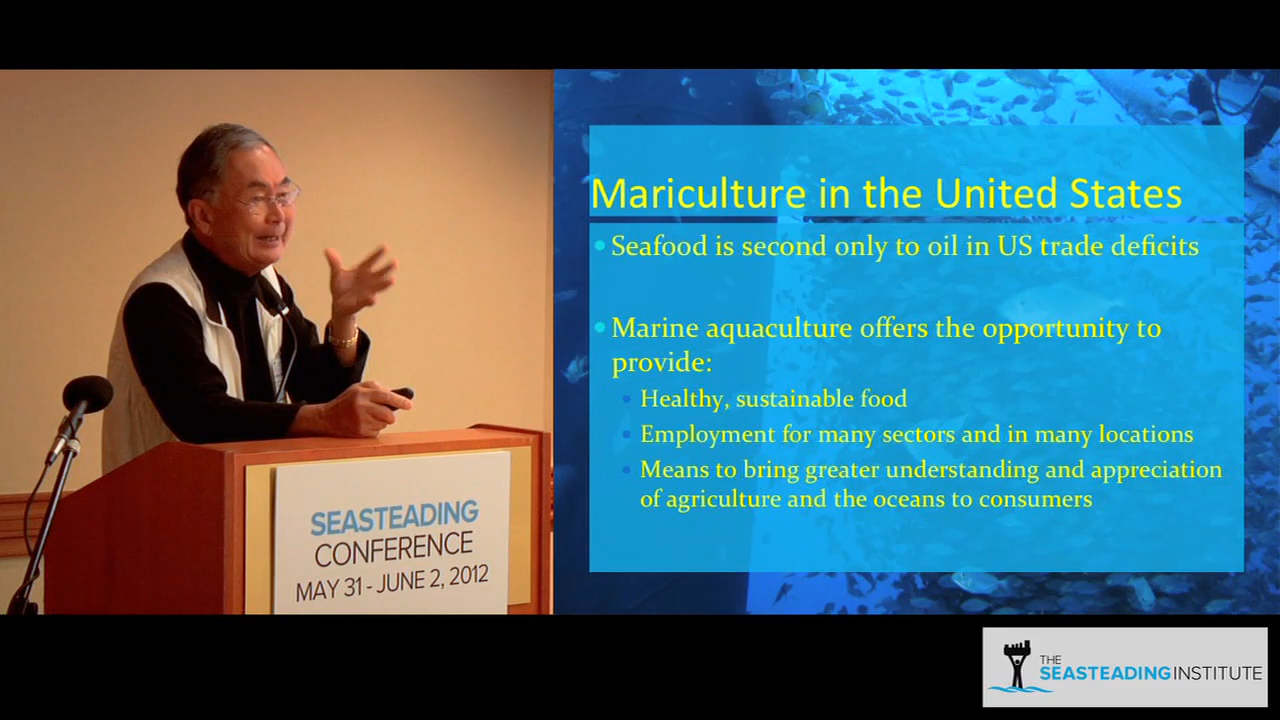 SEASTEADING
CONFERENCE
MAY 31 - JUNE 2, 2012
Mariculture in the United States
Seafood is second only to oil in US trade deficits
Marine aquaculture offers the opportunity to
provide:
Healthy, sustainable food
Employment for many sectors and in many locations
Means to bring greater understanding and appreciation
of agriculture and the oceans to consumers
THE
SEASTEADING INSTITUTE